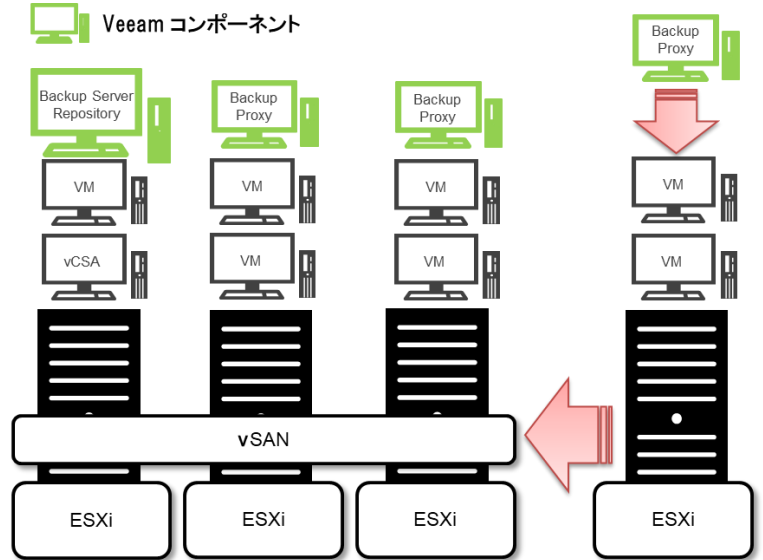 Veeam コンポーネント
Backup
Proxy
Backup Server
Repository
Backup
Proxy
Backup
Proxy
VM
VM
VM
VM
vCSA
VM
VM
VM
vSAN
ESXi
ESXi
ESXi
ESXi